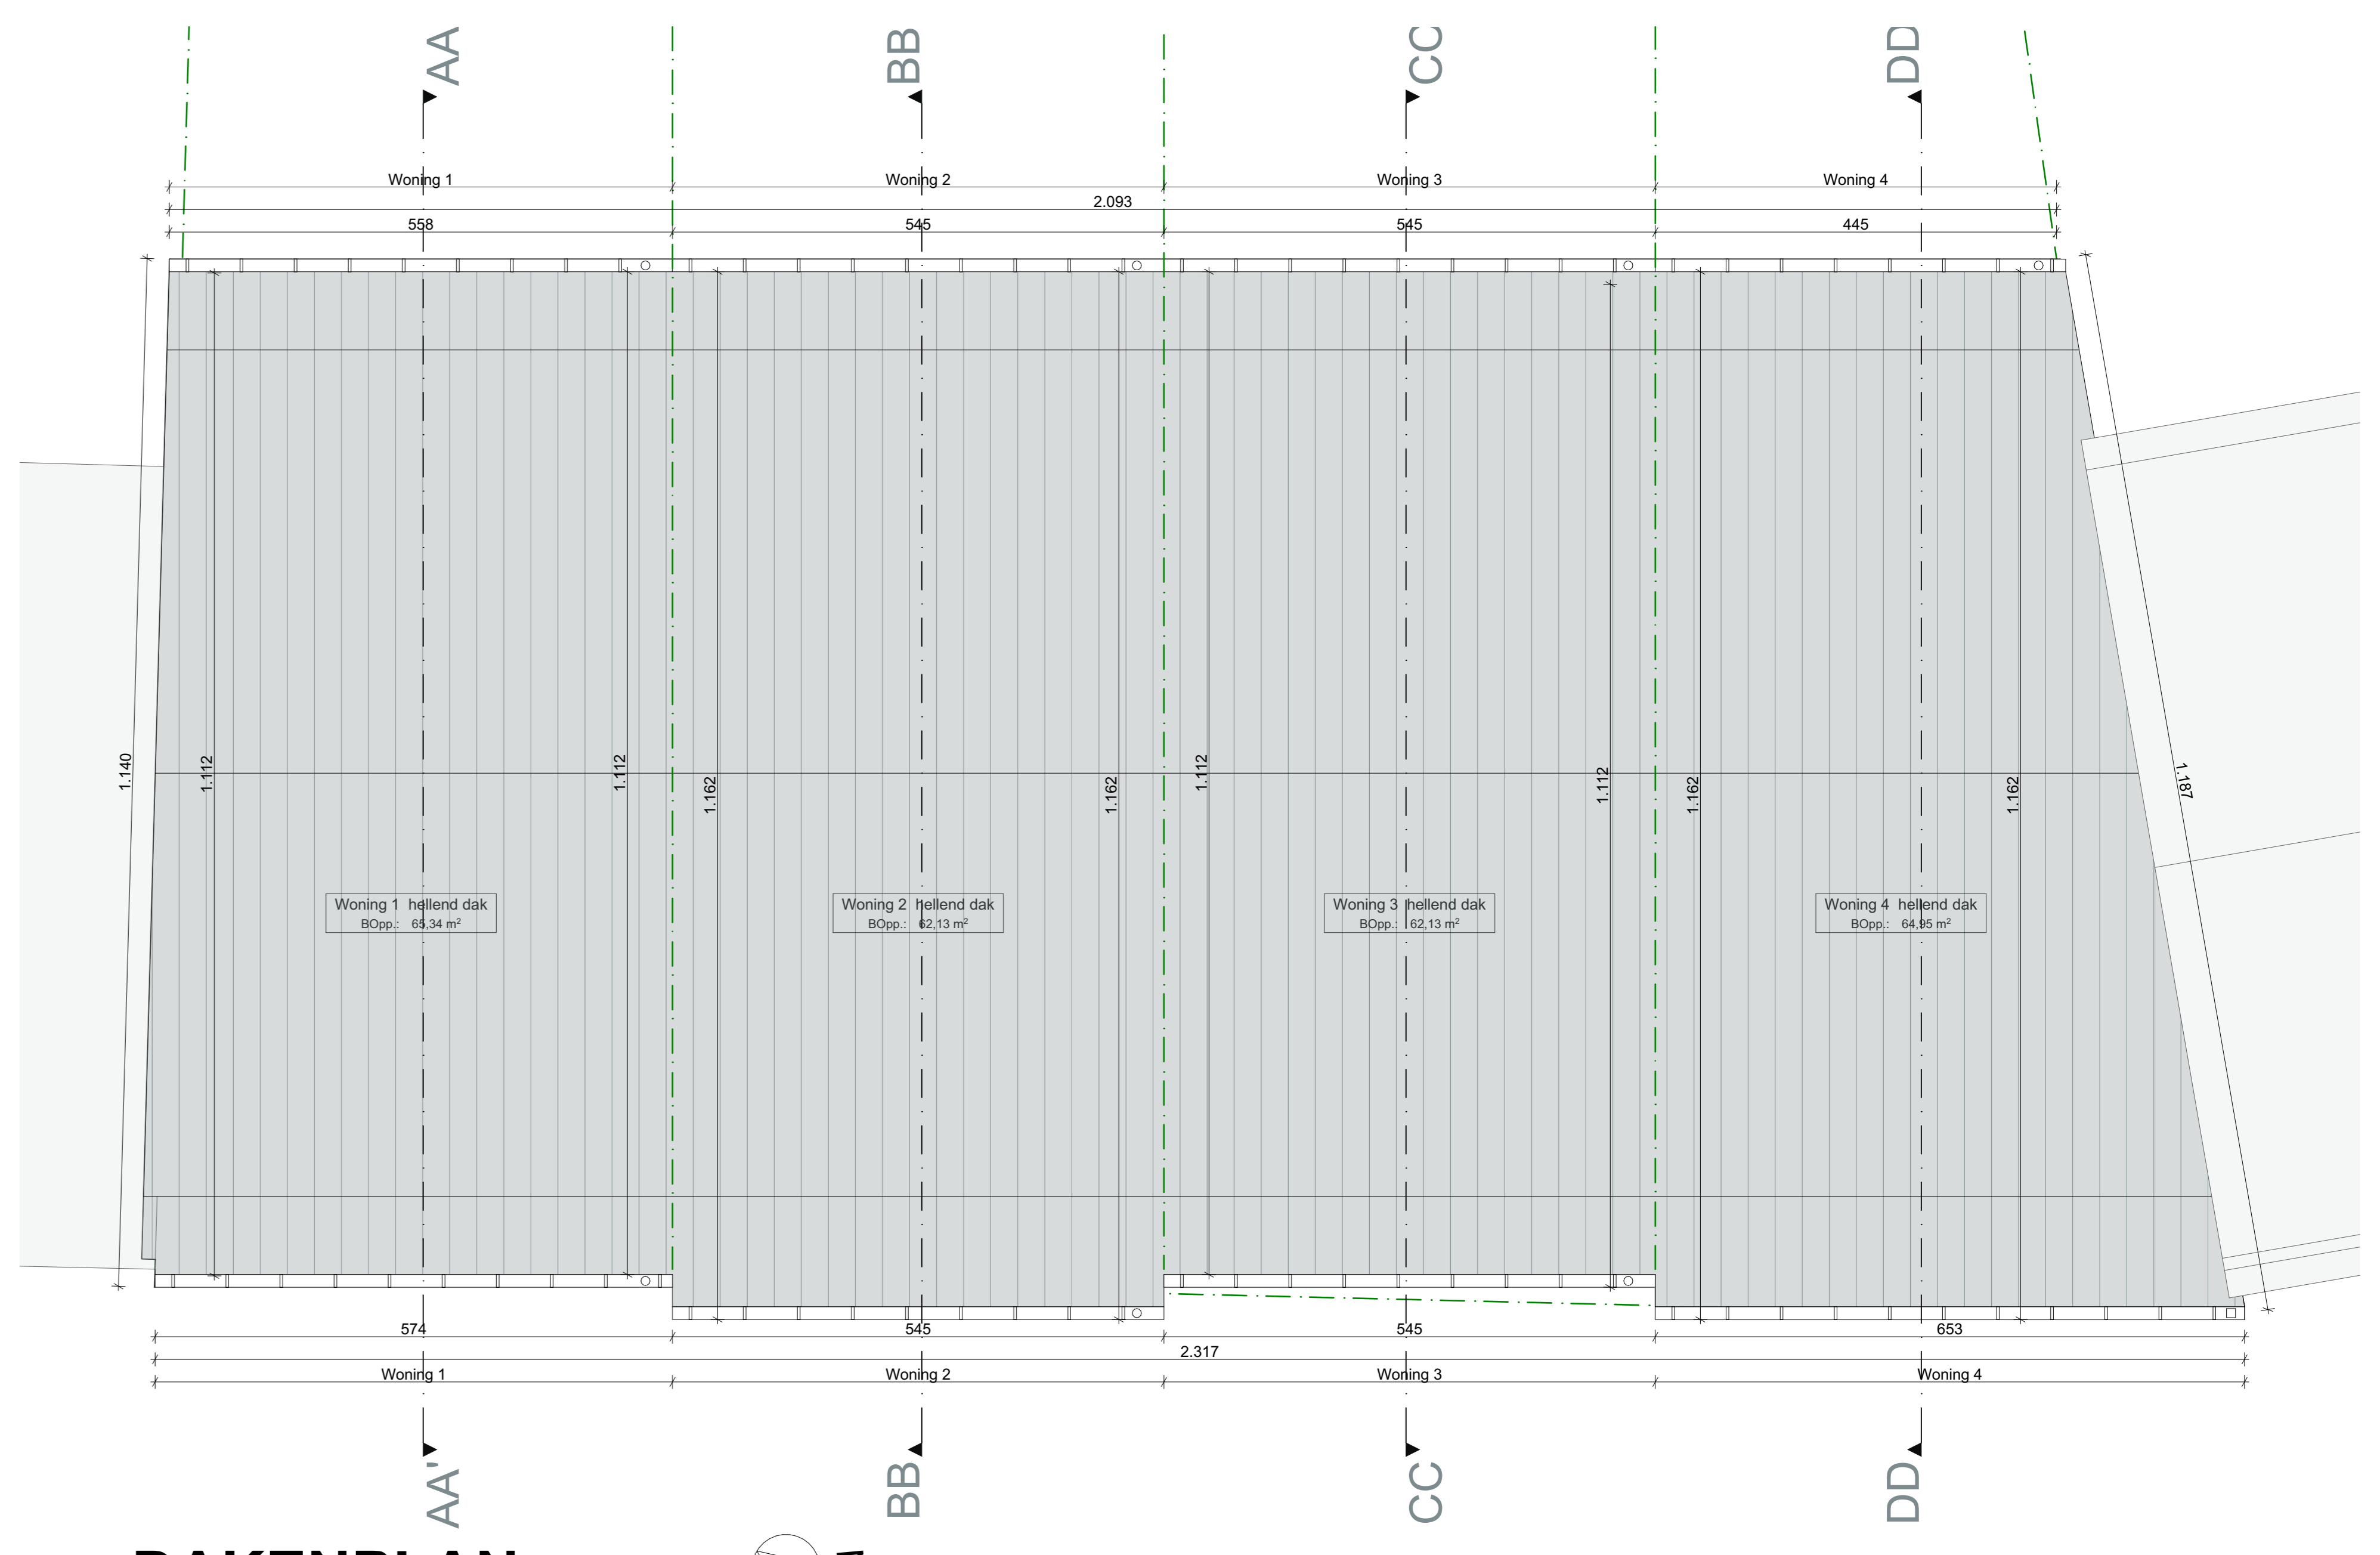 AA
BB
CC
DD
Woning 1
Woning 2
Woning 3
Woning 4
2.093
558
545
545
445
1.140
1.112
1.112
1.162
1.162
1.112
1.112
1.162
1.162
1.187
Woning 1 hellend dak
BOpp.: 65,34 m²
Woning 2 hellend dak
BOpp.: 62,13 m²
Woning 3 hellend dak
BOpp.: 62,13 m²
Woning 4 hellend dak
BOpp.: 64,95 m²
574
545
545
653
2.317
Woning 1
Woning 2
Woning 3
Woning 4
AA'
BB
CC
DD
DAKENPLAN